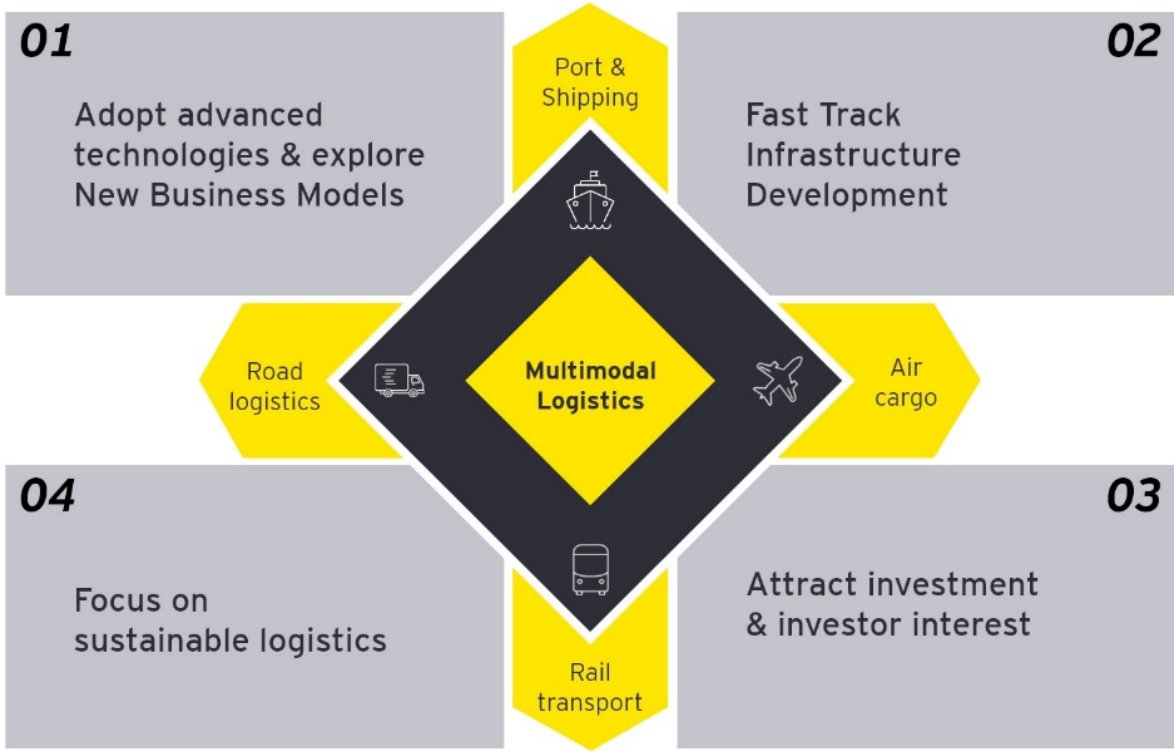 01
Adopt advanced
technologies & explore
New Business Models
Port &
Shipping
02
Fast Track
Infrastructure
Development
Road
logistics
Multimodal
Logistics
Air
cargo
04
Focus on
sustainable logistics
Rail
transport
03
Attract investment
& investor interest